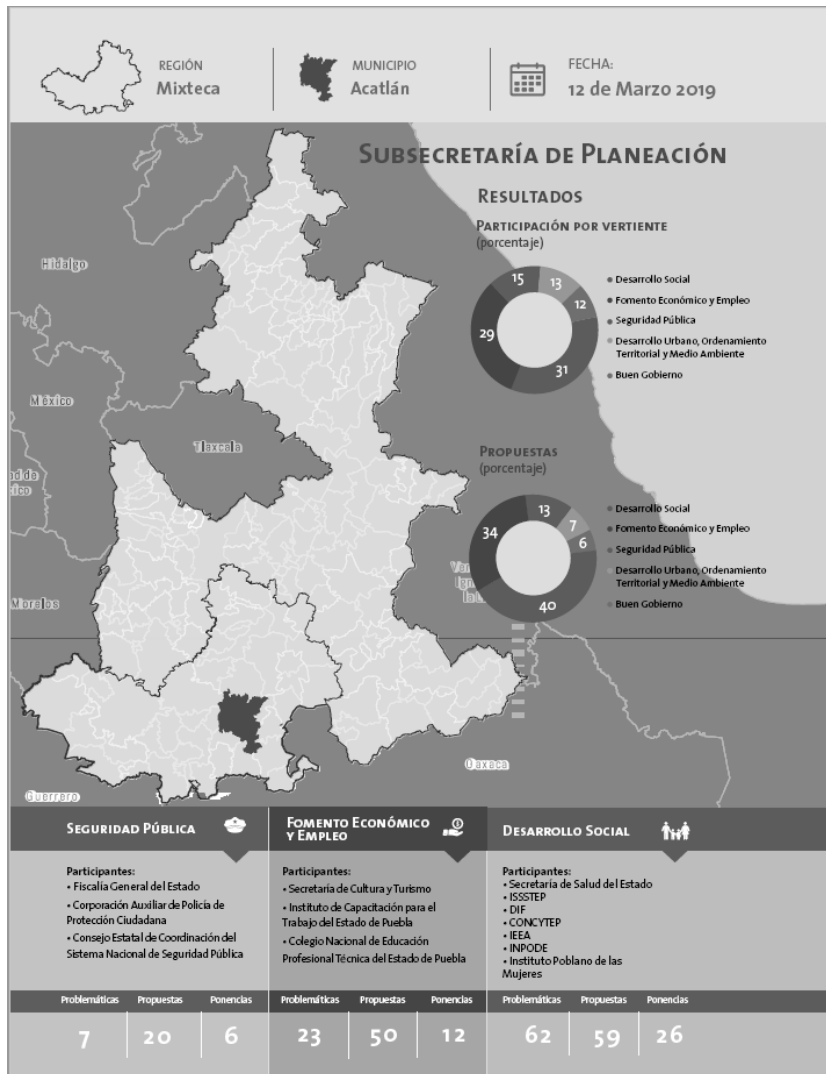 REGIÓN
Mixteca
MUNICIPIO
Acatlán
FECHA:
12 de Marzo 2019
SUBSECRETARÍA DE PLANEACIÓN
RESULTADOS
PARTICIPACIÓN POR VERTIENTE
(porcentaje)
15
13
12
29
31
• Desarrollo Social
• Fomento Económico y Empleo
• Seguridad Pública
• Desarrollo Urbano, Ordenamiento
Territorial y Medio Ambiente
• Buen Gobierno
PROPUESTAS
(porcentaje)
13
7
6
34
40
• Desarrollo Social
• Fomento Económico y Empleo
• Seguridad Pública
• Desarrollo Urbano, Ordenamiento
Territorial y Medio Ambiente
• Buen Gobierno
Hidalgo
México
Tlaxcala
Morelos
Oaxaca
Guerrero
SEGURIDAD PÚBLICA
Participantes:
• Fiscalía General del Estado
• Corporación Auxiliar de Policía de
Protección Ciudadana
• Consejo Estatal de Coordinación del
Sistema Nacional de Seguridad Pública
Problemáticas Propuestas Ponencias
7 20 6
FOMENTO ECONÓMICO
Y EMPLEO
Participantes:
• Secretaría de Cultura y Turismo
• Instituto de Capacitación para el
Trabajo del Estado de Puebla
• Colegio Nacional de Educación
Profesional Técnica del Estado de Puebla
Problemáticas Propuestas Ponencias
23 50 12
DESARROLLO SOCIAL
Participantes:
• Secretaría de Salud del Estado
• ISSSTEP
• DIF
• CONCYTEP
• IEEA
• INPODE
• Instituto Poblano de las
Mujeres
Problemáticas Propuestas Ponencias
62 59 26